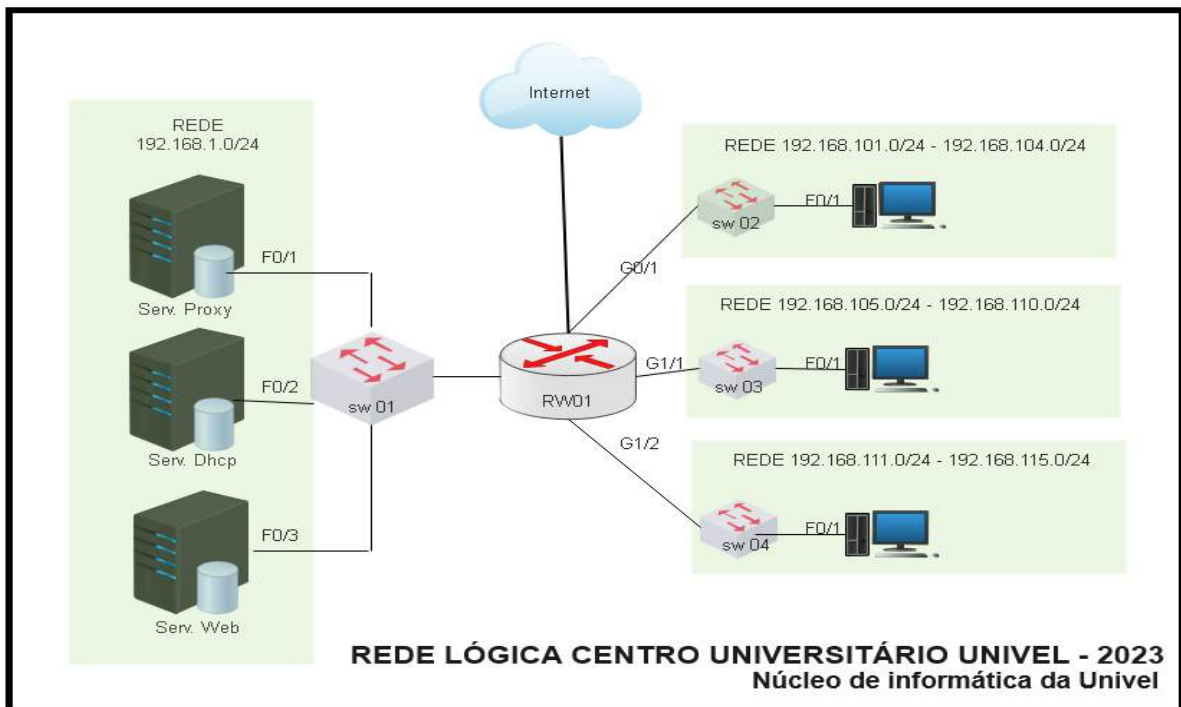 Internet
REDE
192.168.1.0/24
F0/1
Serv. Proxy
F0/2
Serv. Dhcp
F0/3
Serv. Web
sw 01
RW01
G0/1
G1/1
G1/2
REDE 192.168.101.0/24 - 192.168.104.0/24
sw 02
F0/1
REDE 192.168.105.0/24 - 192.168.110.0/24
sw 03
F0/1
REDE 192.168.111.0/24 - 192.168.115.0/24
sw 04
F0/1
REDE LÓGICA CENTRO UNIVERSITÁRIO UNIVEL - 2023
Núcleo de informática da Univel